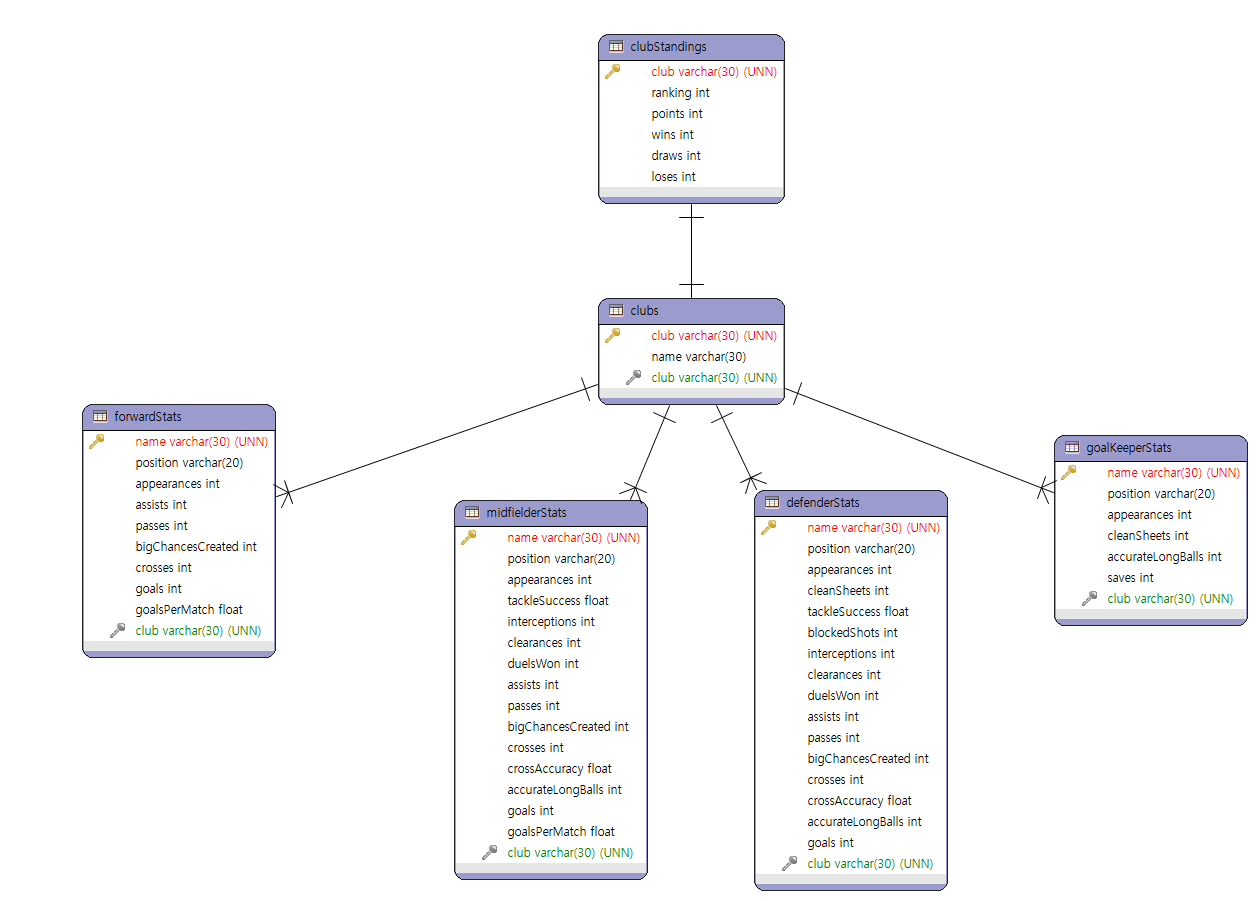 clubStandings
club varchar(30) (UNN)
ranking int
points int
wins int
draws int
loses int
clubs
club varchar(30) (UNN)
name varchar(30)
club varchar(30) (UNN)
forwardStats
name varchar(30) (UNN)
position varchar(20)
appearances int
assists int
passes int
bigChancesCreated int
crosses int
goals int
goalsPerMatch float
club varchar(30) (UNN)
midfielderStats
name varchar(30) (UNN)
position varchar(20)
appearances int
tackleSuccess float
interceptions int
clearances int
duelsWon int
assists int
passes int
bigChancesCreated int
crosses int
crossAccuracy float
accurateLongBalls int
goals int
goalsPerMatch float
club varchar(30) (UNN)
defenderStats
name varchar(30) (UNN)
position varchar(20)
appearances int
cleanSheets int
tackleSuccess float
blockedShots int
interceptions int
clearances int
duelsWon int
assists int
passes int
bigChancesCreated int
crosses int
crossAccuracy float
accurateLongBalls int
goals int
club varchar(30) (UNN)
goalKeeperStats
name varchar(30) (UNN)
position varchar(20)
appearances int
cleanSheets int
accurateLongBalls int
saves int
club varchar(30) (UNN)